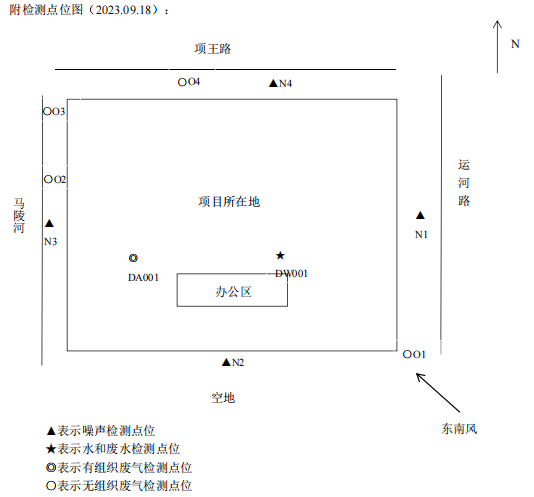 附检测点位图（2023.09.18）：
N
项王路
O4
▲N4
O3
O2
马陵河
N3
项目所在地
运河路
N1
DA001
DW001
办公区
▲N2
O1
空地
东南风
▲表示噪声检测点位
★表示水和废水检测点位
◎表示有组织废气检测点位
○表示无组织废气检测点位